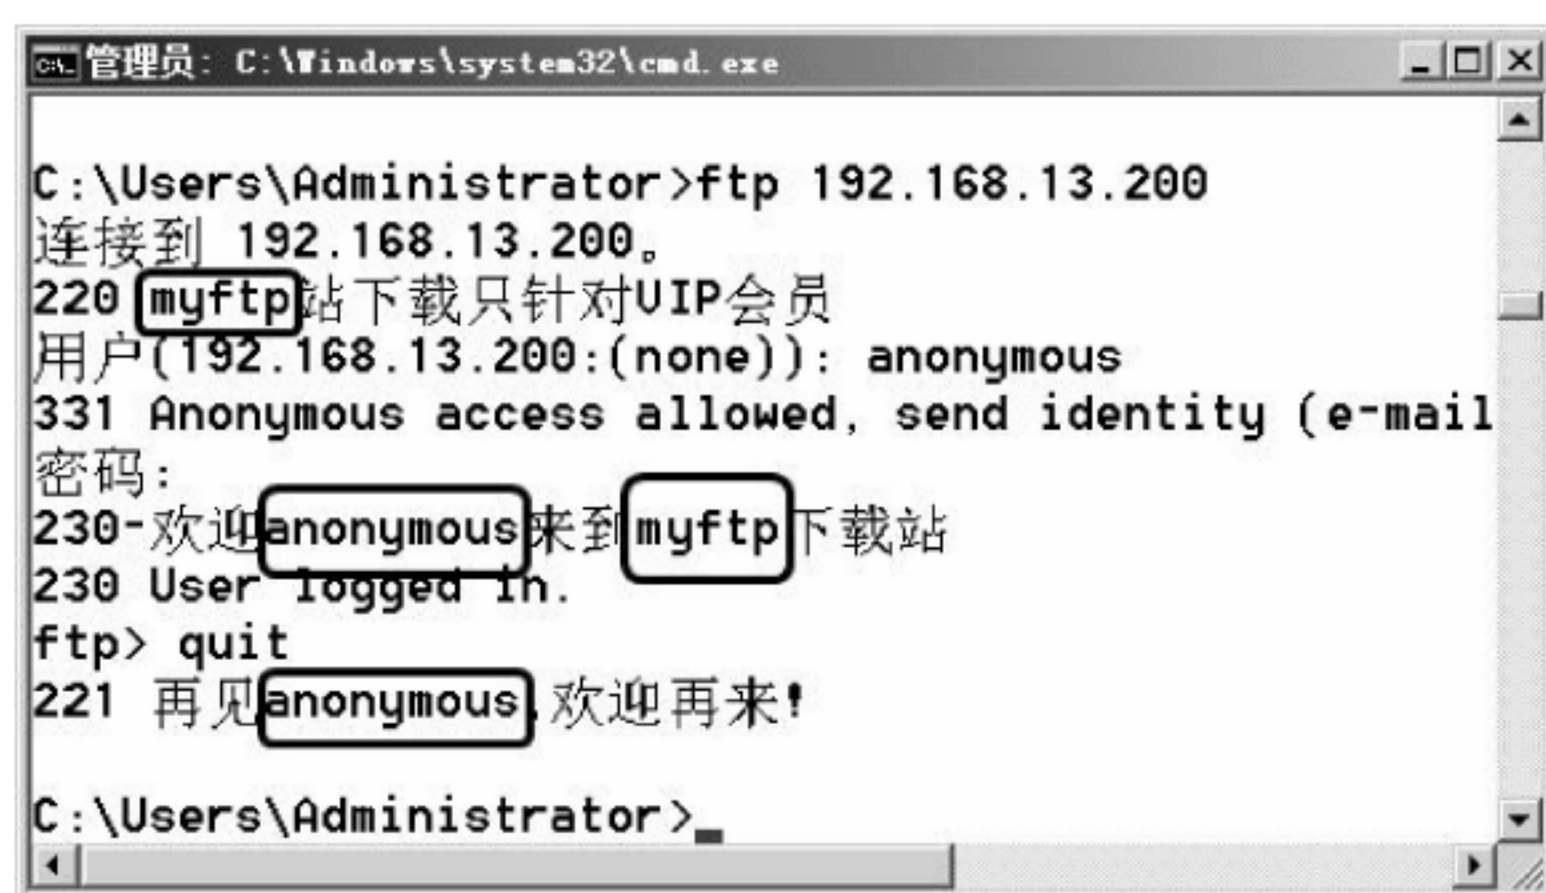 管理员: C:\Windows\system32\cmd.exe
C:\Users\Administrator>ftp 192.168.13.200
连接到 192.168.13.200。
220 myftp站下载只针对VIP会员
用户(192.168.13.200:(none)): anonymous
331 Anonymous access allowed, send identity (e-mail
密码:
230-欢迎anonymous来到myftp下载站
230 User logged in.
ftp> quit
221 再见anonymous,欢迎再来!
C:\Users\Administrator>_